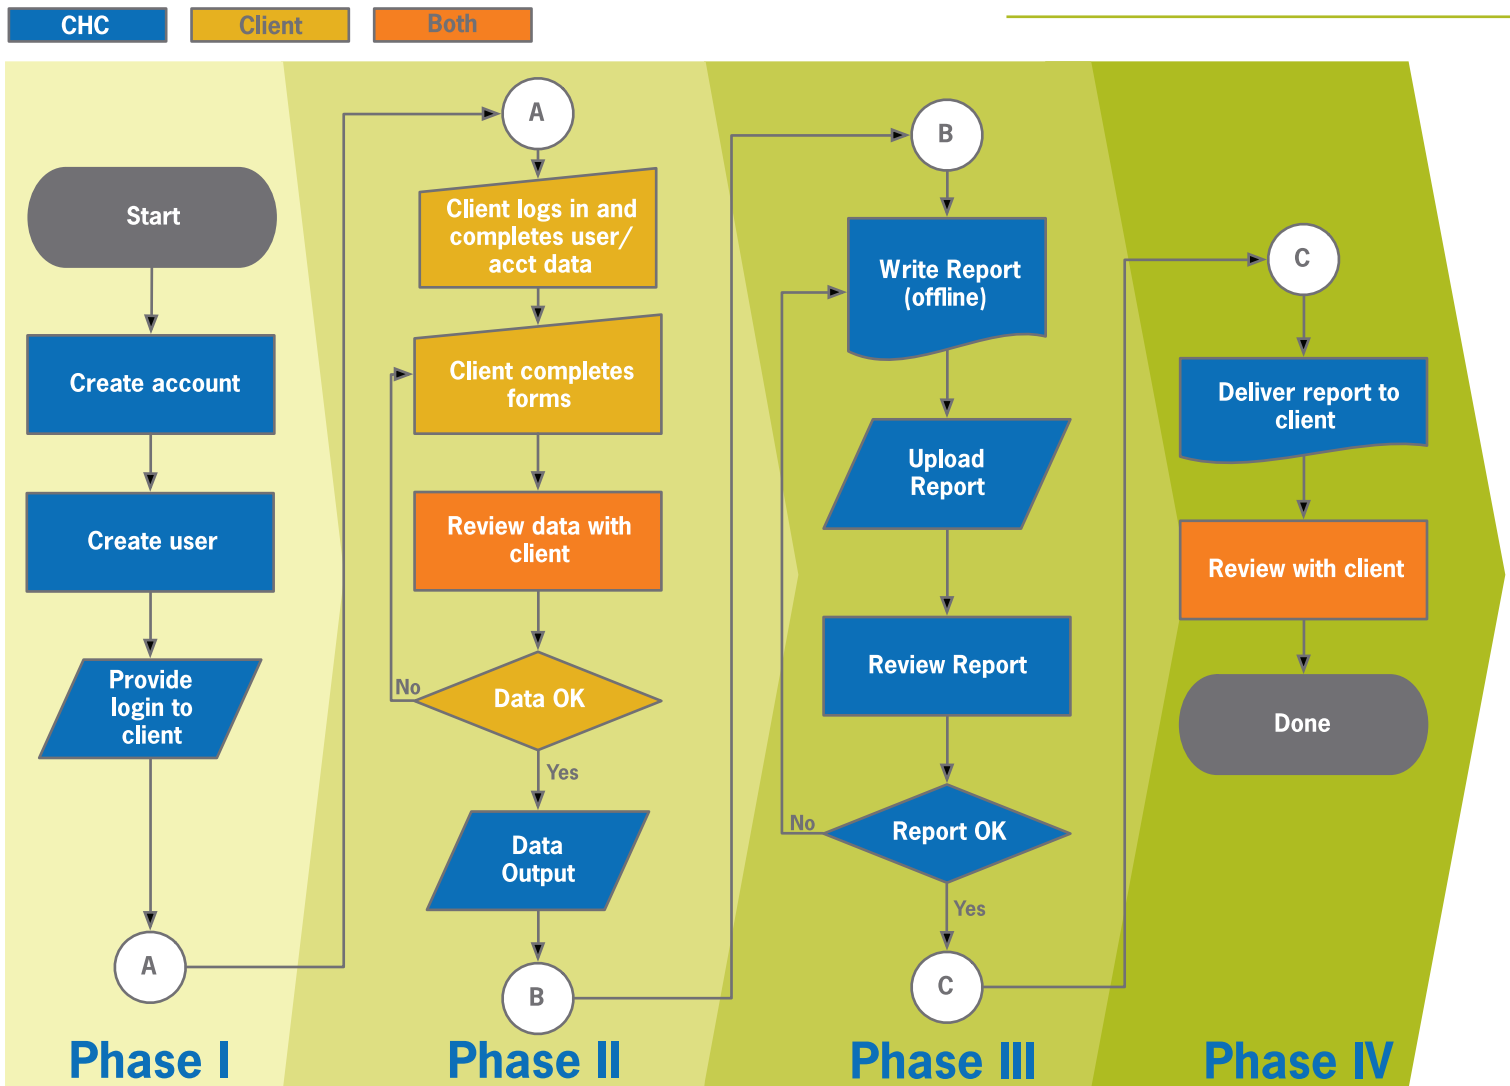 CHC
Client
Both
Start
Create account
Create user
Provide
login to
client
A
Phase I
A
Client logs in and
completes user/
acct data
Client completes
forms
Review data with
client
No
Data OK
Yes
Data
Output
B
Phase II
B
Write Report
(offline)
Upload
Report
Review Report
No
Report OK
Yes
C
Phase III
C
Deliver report to
client
Review with client
Done
Phase IV